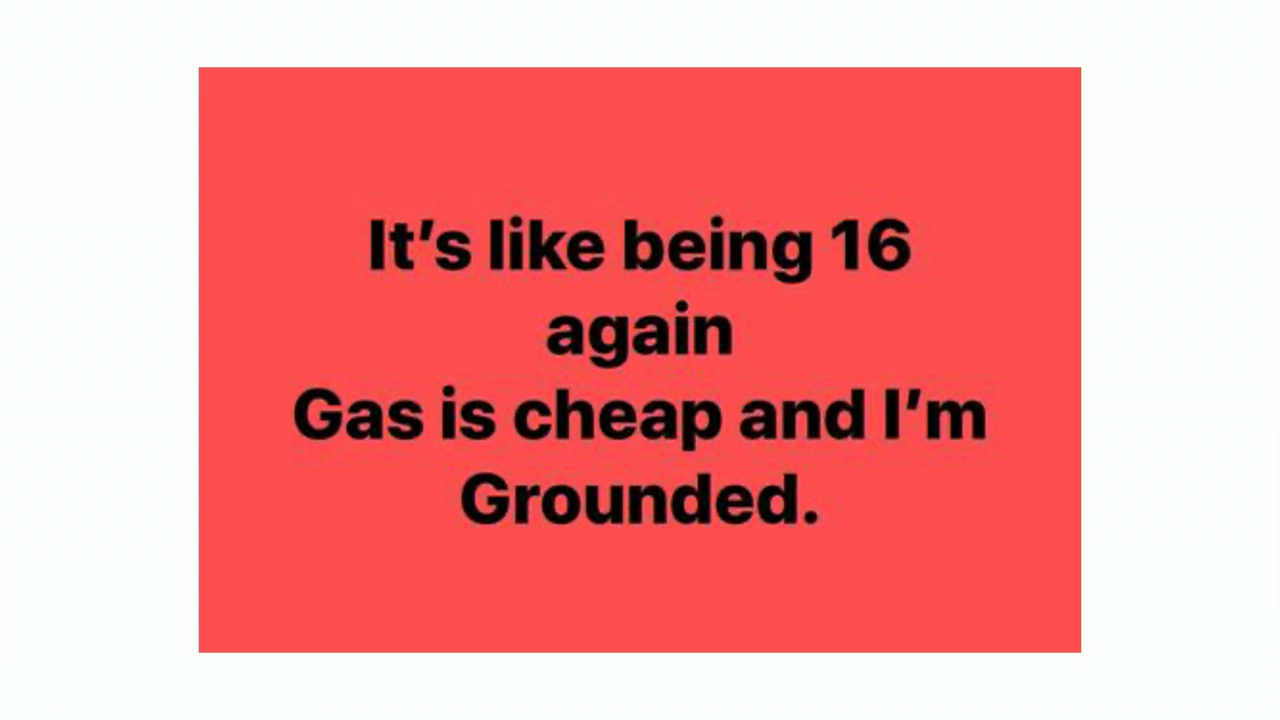 It’s like being 16
again
Gas is cheap and I’m
Grounded.